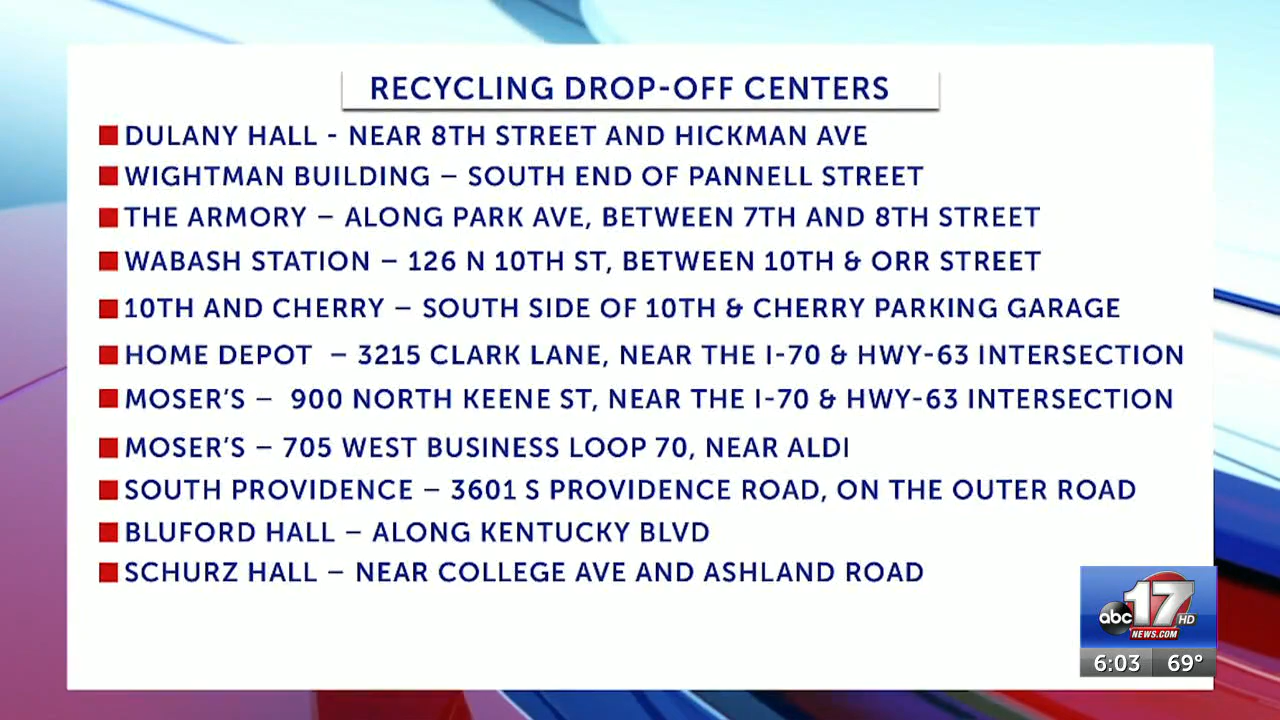 RECYCLING DROP-OFF CENTERS
DULANY HALL - NEAR 8TH STREET AND HICKMAN AVE
WIGHTMAN BUILDING – SOUTH END OF PANNELL STREET
THE ARMORY – ALONG PARK AVE, BETWEEN 7TH AND 8TH STREET
WABASH STATION – 126 N 10TH ST, BETWEEN 10TH & ORR STREET
10TH AND CHERRY – SOUTH SIDE OF 10TH & CHERRY PARKING GARAGE
HOME DEPOT – 3215 CLARK LANE, NEAR THE I-70 & HWY-63 INTERSECTION
MOSER'S – 900 NORTH KEENE ST, NEAR THE I-70 & HWY-63 INTERSECTION
MOSER'S – 705 WEST BUSINESS LOOP 70, NEAR ALDI
SOUTH PROVIDENCE – 3601 S PROVIDENCE ROAD, ON THE OUTER ROAD
BLUFORD HALL – ALONG KENTUCKY BLVD
SCHURZ HALL – NEAR COLLEGE AVE AND ASHLAND ROAD
abc 17 HD
NEWS.COM
6:03 69°